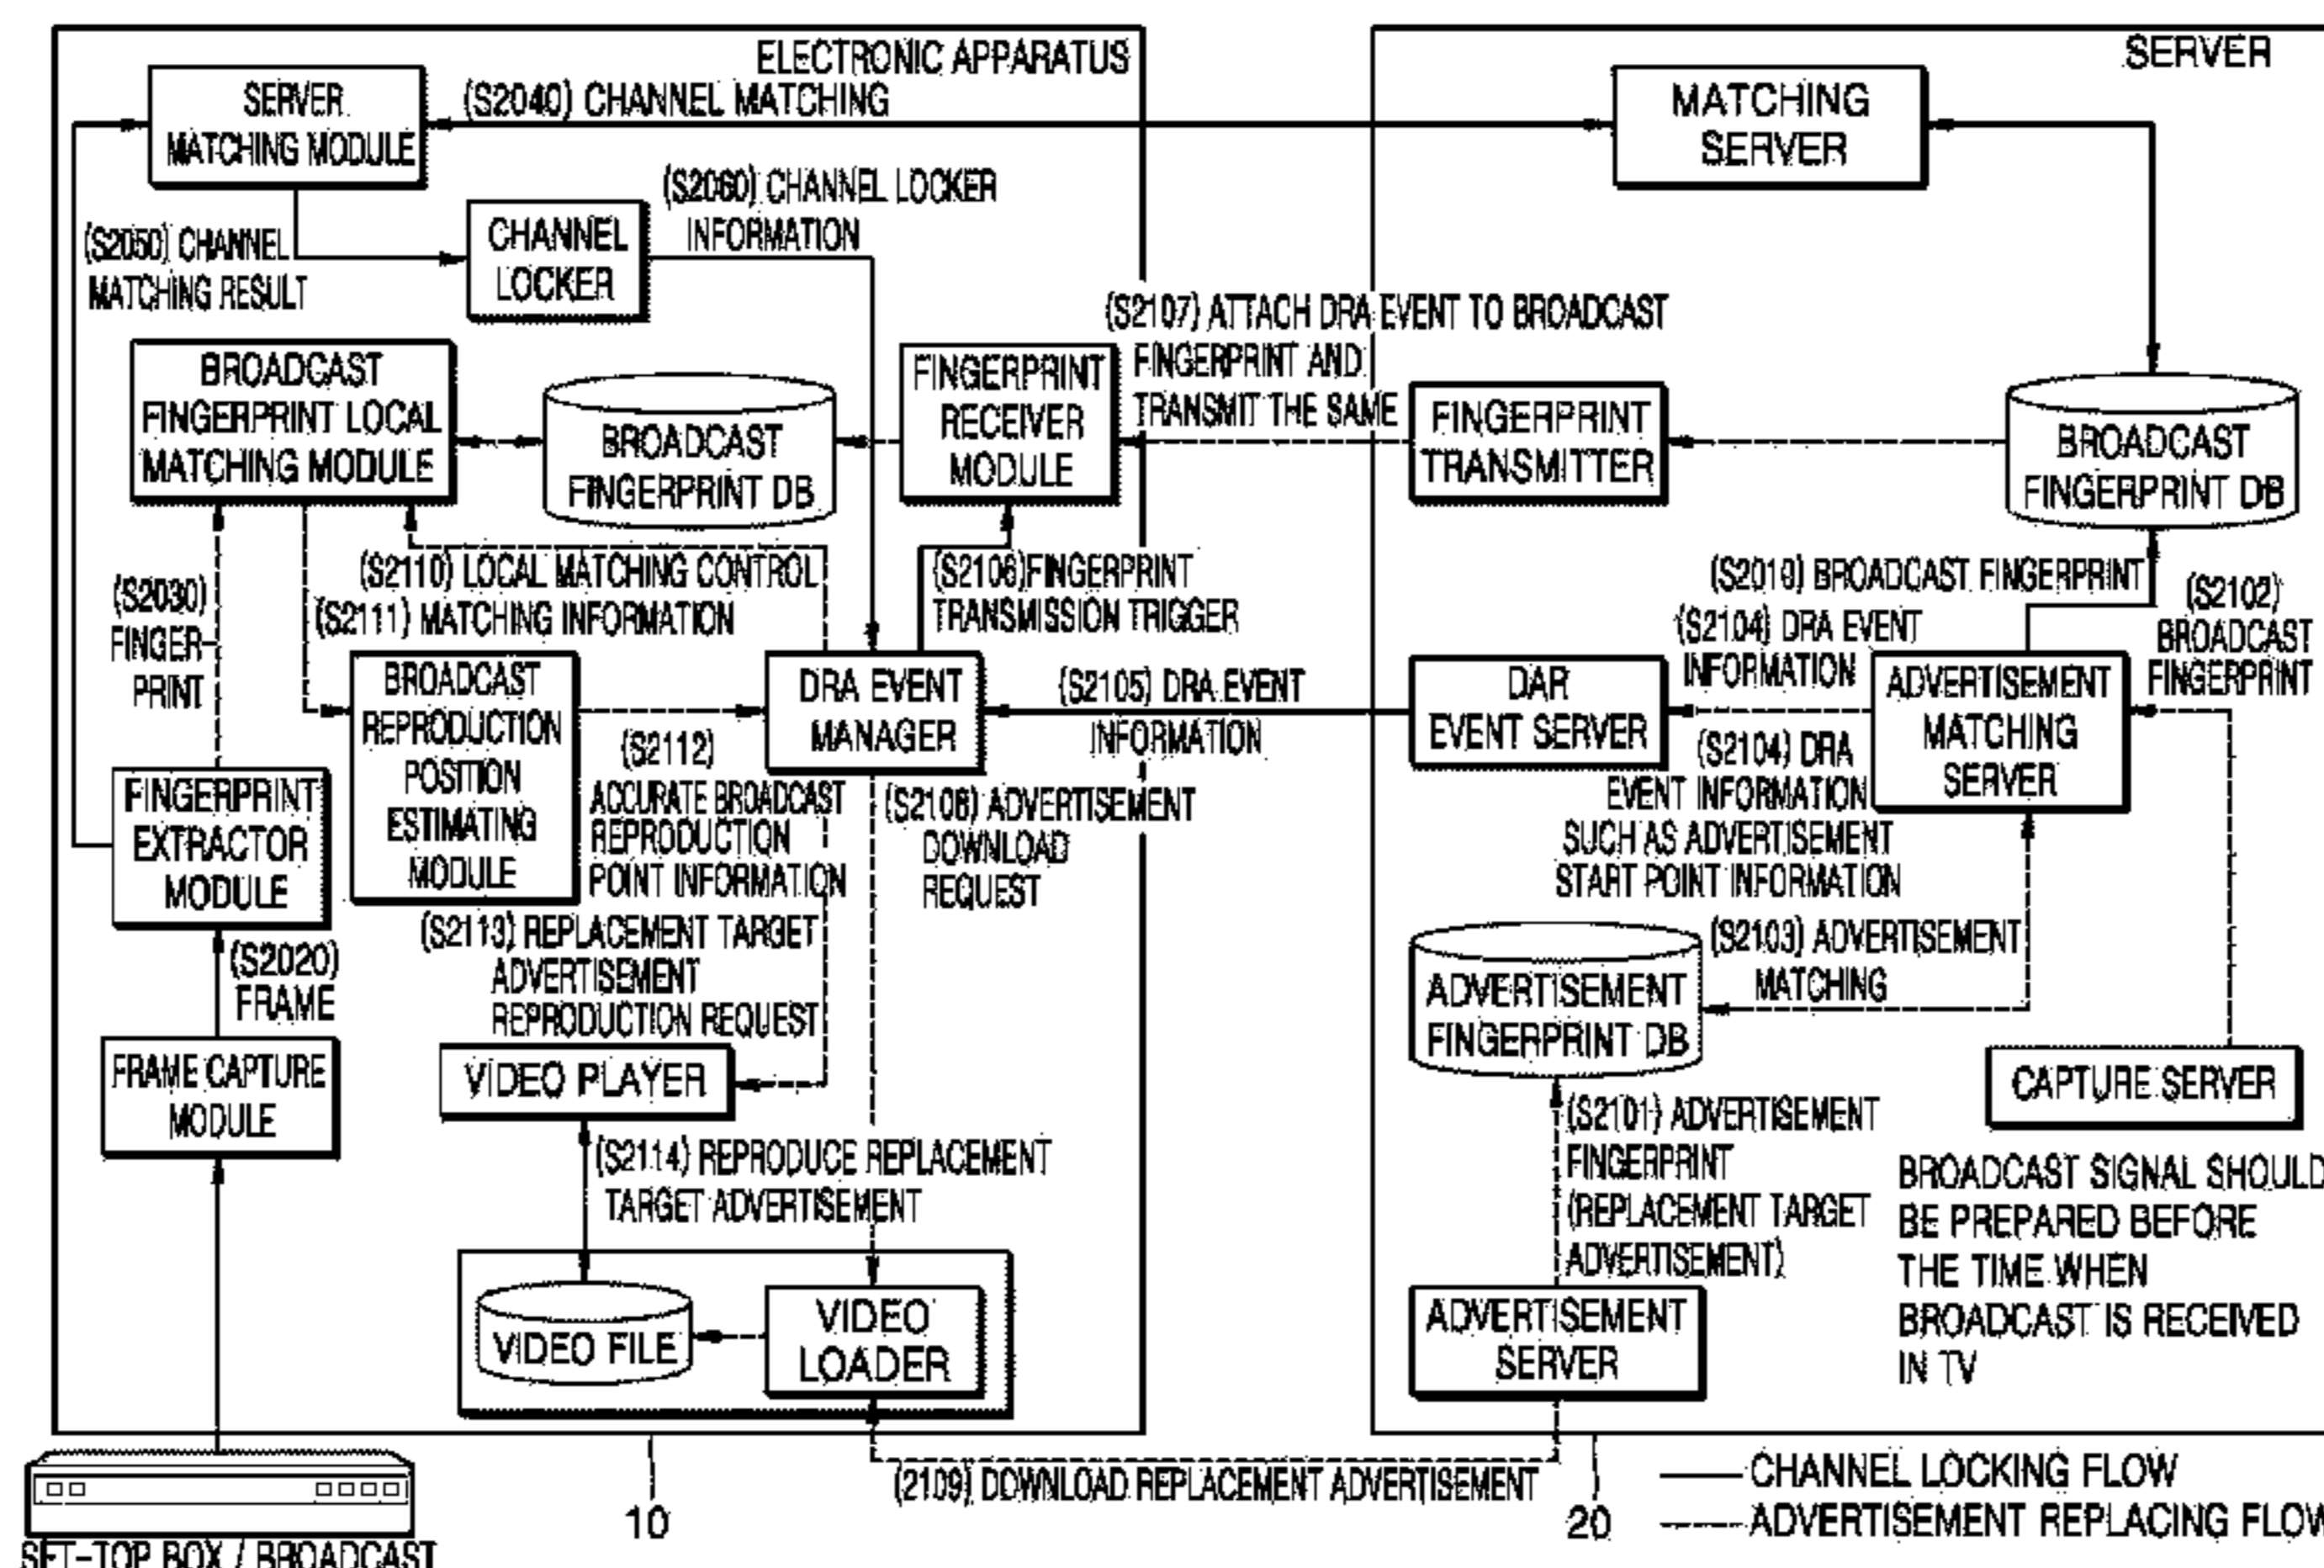 ELECTRONIC APPARATUS
SERVER
MATCHING MODULE
(S2040) CHANNEL MATCHING
(S2050) CHANNEL
MATCHING RESULT
CHANNEL
LOCKER
(S2060) CHANNEL LOCKER
INFORMATION
BROADCAST
FINGERPRINT LOCAL
MATCHING MODULE
BROADCAST
FINGERPRINT DB
FINGERPRINT
RECEIVER
MODULE
(S2107) ATTACH DRA EVENT TO BROADCAST
FINGERPRINT AND
TRANSMIT THE SAME
(S2030)
FINGER-
PRINT
(S2110) LOCAL MATCHING CONTROL
(S2111) MATCHING INFORMATION
(S2106)FINGERPRINT
TRANSMISSION TRIGGER
BROADCAST
REPRODUCTION
POSITION
ESTIMATING
MODULE
DRA EVENT
MANAGER
(S2105) DRA EVENT
INFORMATION
(S2112)
ACCURATE BROADCAST
REPRODUCTION
POINT INFORMATION
(S2108) ADVERTISEMENT
DOWNLOAD
REQUEST
FINGERPRINT
EXTRACTOR
MODULE
(S2113) REPLACEMENT TARGET
ADVERTISEMENT
REPRODUCTION REQUEST
(S2020)
FRAME
FRAME CAPTURE
MODULE
VIDEO PLAYER
(S2114) REPRODUCE REPLACEMENT
TARGET ADVERTISEMENT
VIDEO FILE
VIDEO
LOADER
SET-TOP BOX / BROADCAST
10
(2109) DOWNLOAD REPLACEMENT ADVERTISEMENT
SERVER
MATCHING
SERVER
FINGERPRINT
TRANSMITTER
BROADCAST
FINGERPRINT DB
(S2010) BROADCAST FINGERPRINT
(S2102)
BROADCAST
FINGERPRINT
(S2104) DRA EVENT
INFORMATION
DAR
EVENT SERVER
ADVERTISEMENT
MATCHING
SERVER
(S2104) DRA
EVENT INFORMATION
SUCH AS ADVERTISEMENT
START POINT INFORMATION
(S2103) ADVERTISEMENT
MATCHING
ADVERTISEMENT
FINGERPRINT DB
CAPTURE SERVER
(S2101) ADVERTISEMENT
FINGERPRINT
(REPLACEMENT TARGET
ADVERTISEMENT)
BROADCAST SIGNAL SHOULD
BE PREPARED BEFORE
THE TIME WHEN
BROADCAST IS RECEIVED
IN TV
ADVERTISEMENT
SERVER
20
CHANNEL LOCKING FLOW
ADVERTISEMENT REPLACING FLOW